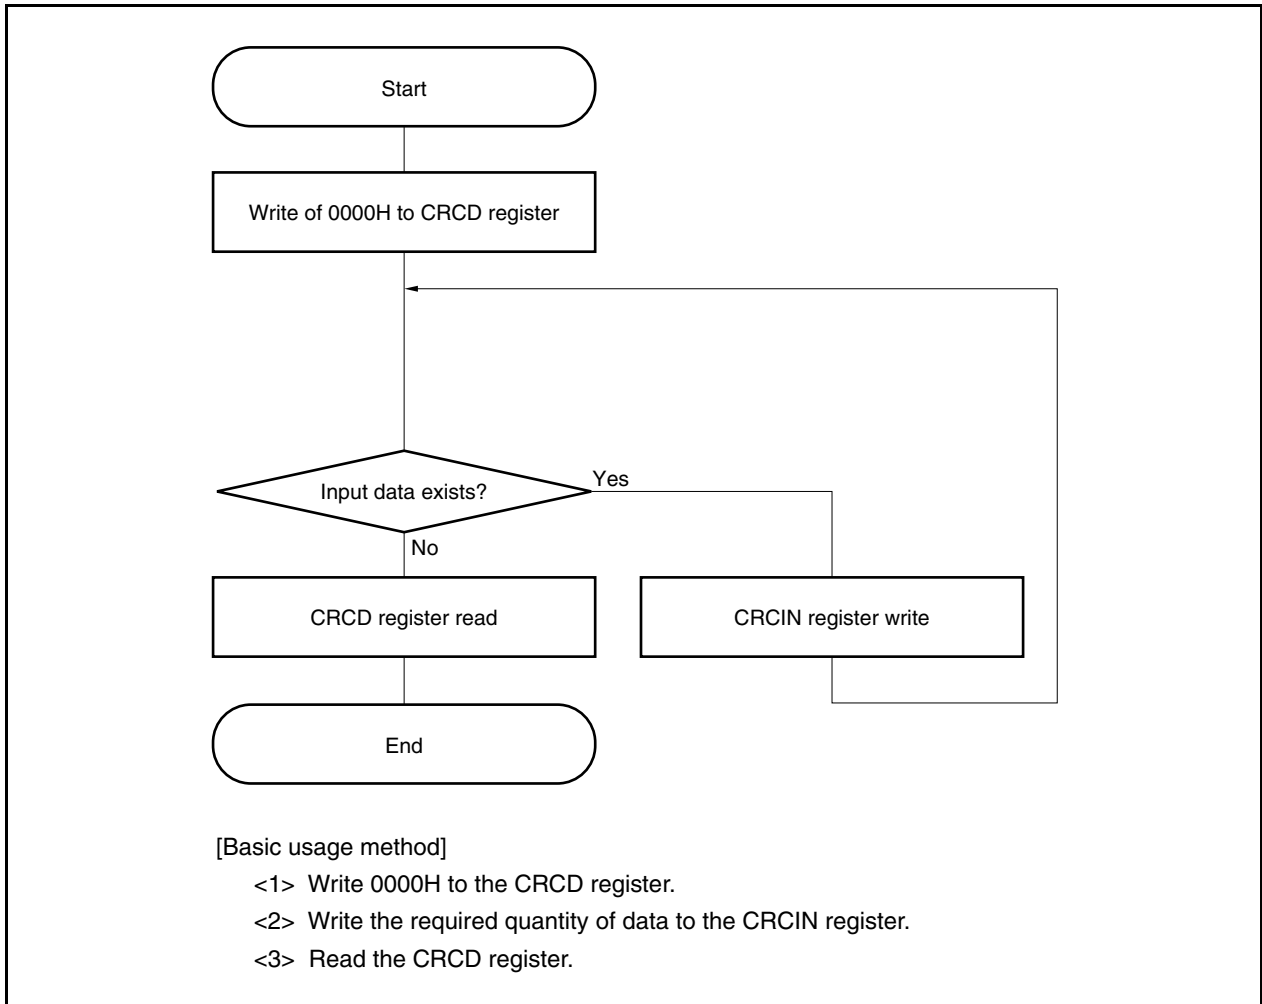 Start
Write of 0000H to CRCD register
Input data exists?
Yes
No
CRCD register read
CRCIN register write
End
[Basic usage method]
<1> Write 0000H to the CRCD register.
<2> Write the required quantity of data to the CRCIN register.
<3> Read the CRCD register.